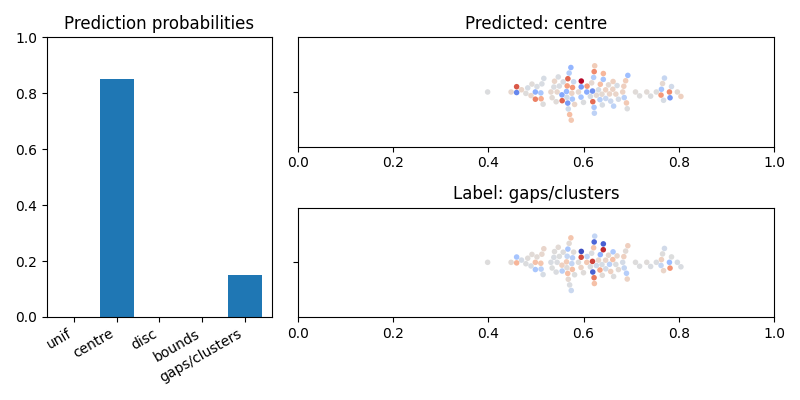 Prediction probabilities
1.0
0.8
0.6
0.4
0.2
0.0
unif
centre
disc
bounds
gaps/clusters
Predicted: centre
0.0 0.2 0.4 0.6 0.8 1.0
Label: gaps/clusters
0.0 0.2 0.4 0.6 0.8 1.0